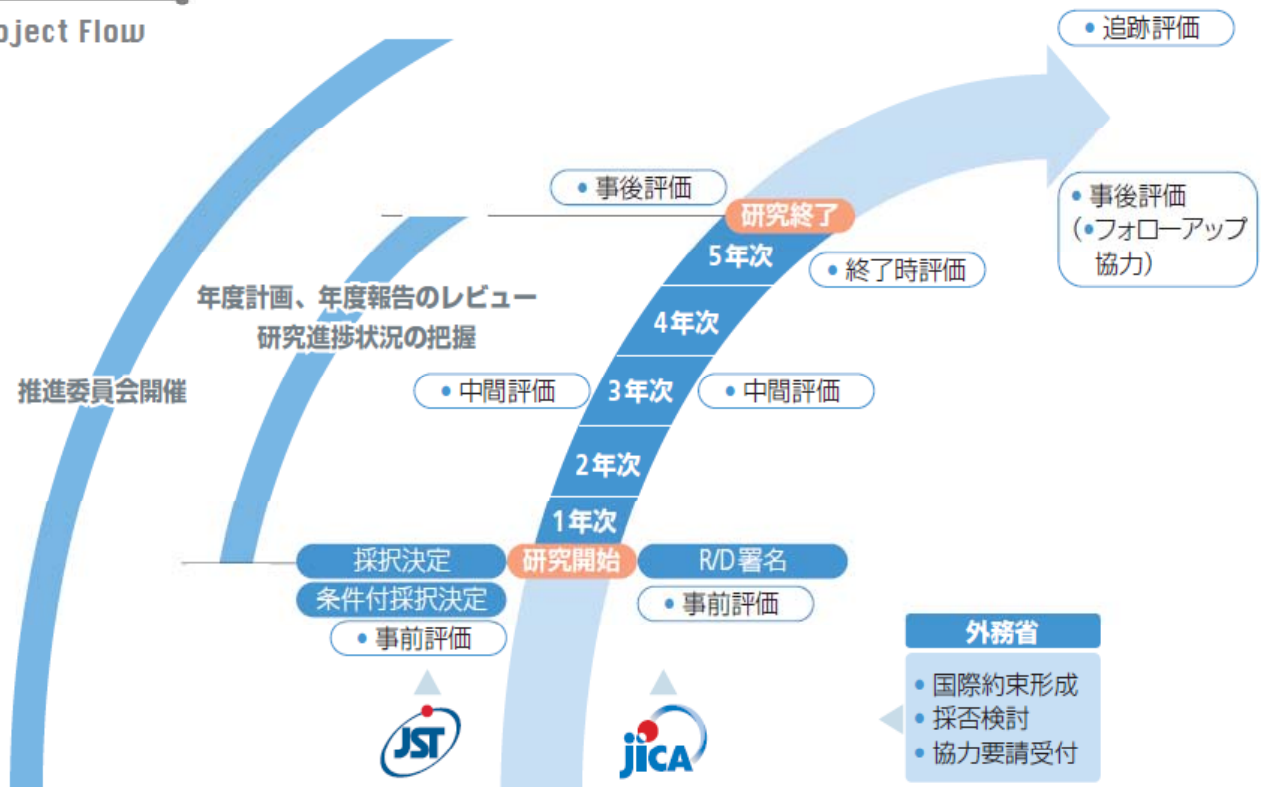 oject Flow
• 追跡評価
• 事後評価
研究終了
• 事後評価
(•フォローアップ
協力)
5年次
• 終了時評価
年度計画、年度報告のレビュー
研究進捗状況の把握
4年次
推進委員会開催
• 中間評価
3年次
• 中間評価
2年次
1年次
採択決定
研究開始
R/D署名
条件付採択決定
• 事前評価
• 事前評価
外務省
• 国際約束形成
• 採否検討
• 協力要請受付
JST
jICA